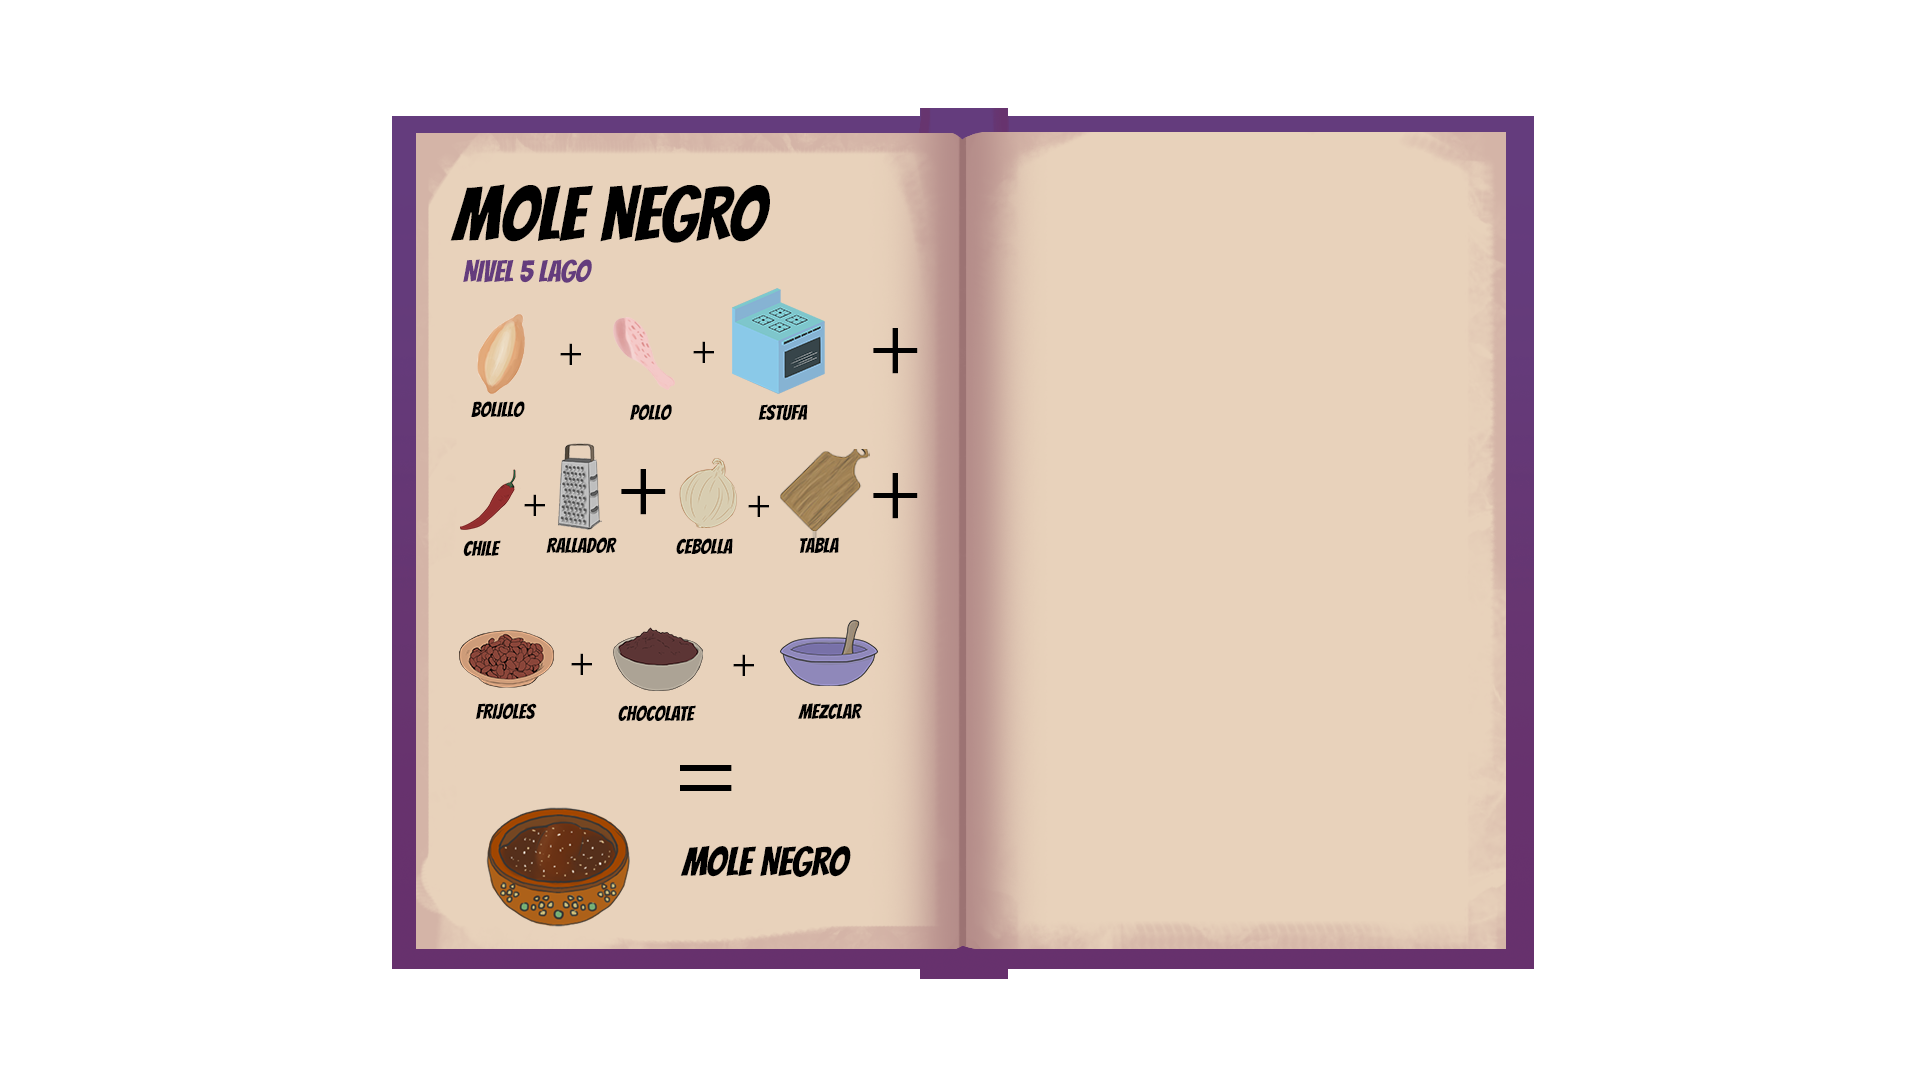 MOLE NEGRO
NIVEL 5 LAGO
+ + +
BOLILLO POLLO ESTUFA
+ + + +
CHILE RALLADOR CEBOLLA TABLA
+ +
FRIJOLES CHOCOLATE MEZCLAR
=
MOLE NEGRO